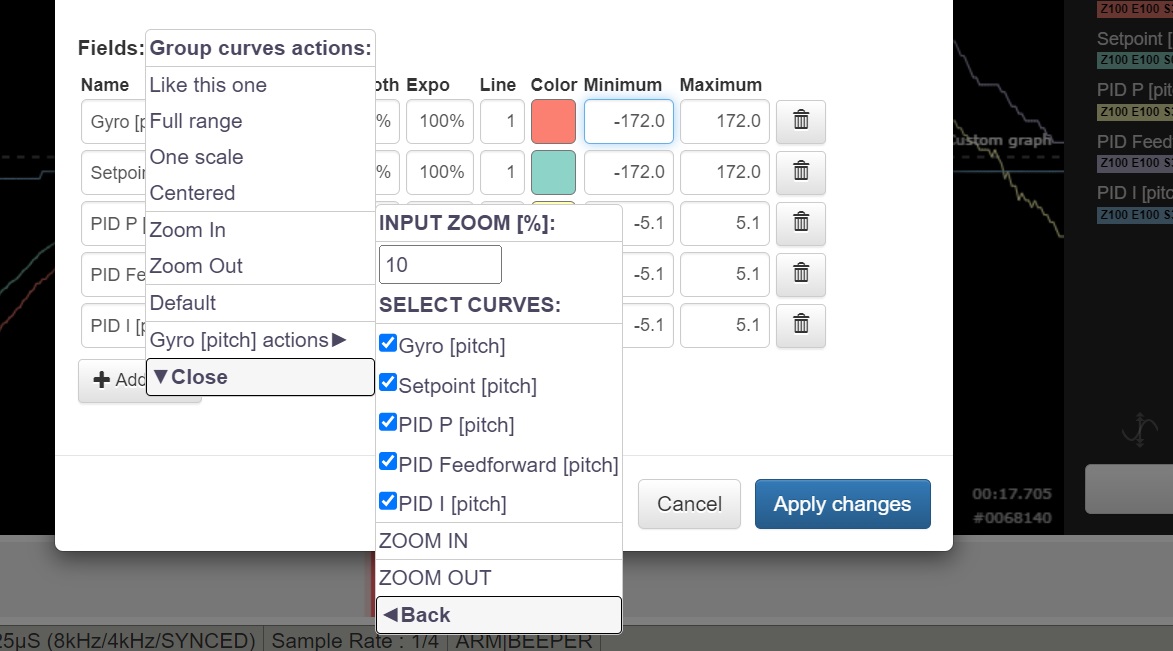 Fields:
Group curves actions:
Name
Expo
Line
Color
Minimum
Maximum
Like this one
Full range
One scale
Centered
Zoom In
Zoom Out
Default
Gyro [pitch] actions▶
▼Close
Gyro [p
%
100%
1
-172.0
172.0
Setpoin
%
100%
1
-172.0
172.0
PID P [
-5.1
5.1
PID Fe
-5.1
5.1
PID I [p
-5.1
5.1
+ Add
INPUT ZOOM [%]:
10
SELECT CURVES:
Gyro [pitch]
Setpoint [pitch]
PID P [pitch]
PID Feedforward [pitch]
PID I [pitch]
ZOOM IN
ZOOM OUT
◀Back
Cancel
Apply changes
Z100 E100 S
Setpoint [
Z100 E100 S
PID P [pit
Z100 E100 S
Custom graph
PID Feed
Z100 E100 S
PID I [pitc
Z100 E100 S
00:17.705
#0068140
25µS (8kHz/4kHz/SYNCED)
Sample Rate : 1/4
ARM|BEEPER